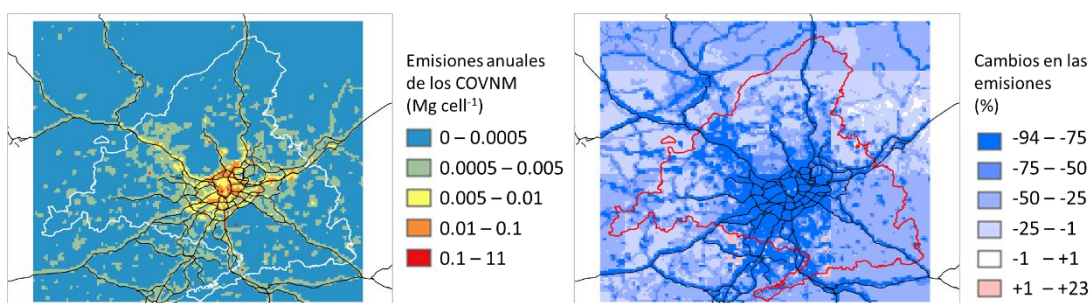 Emisiones anuales
de los COVNM
(Mg cell-1)
0 – 0.0005
0.0005 – 0.005
0.005 – 0.01
0.01 – 0.1
0.1 – 11
Cambios en las
emisiones
(%)
-94 – -75
-75 – -50
-50 – -25
-25 – -1
-1 – +1
+1 – +23